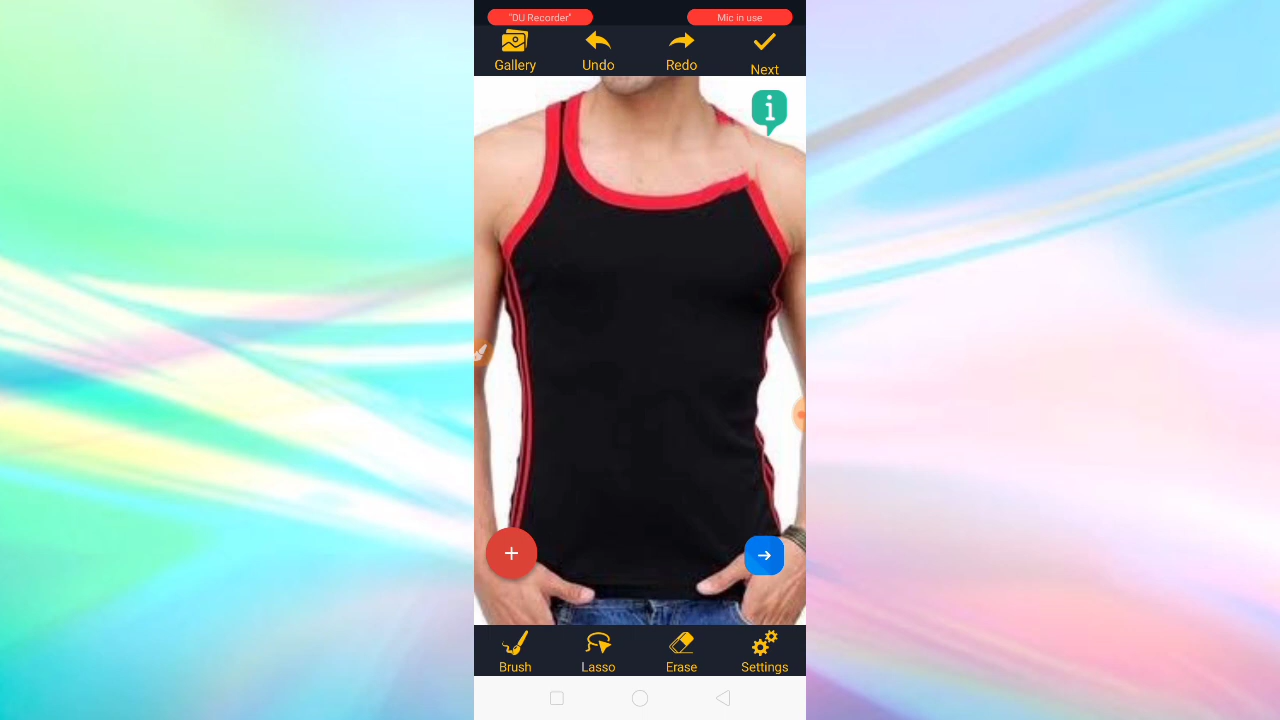 "DU Recorder"
Mic in use
Gallery
Undo
Redo
Next
Brush
Lasso
Erase
Settings